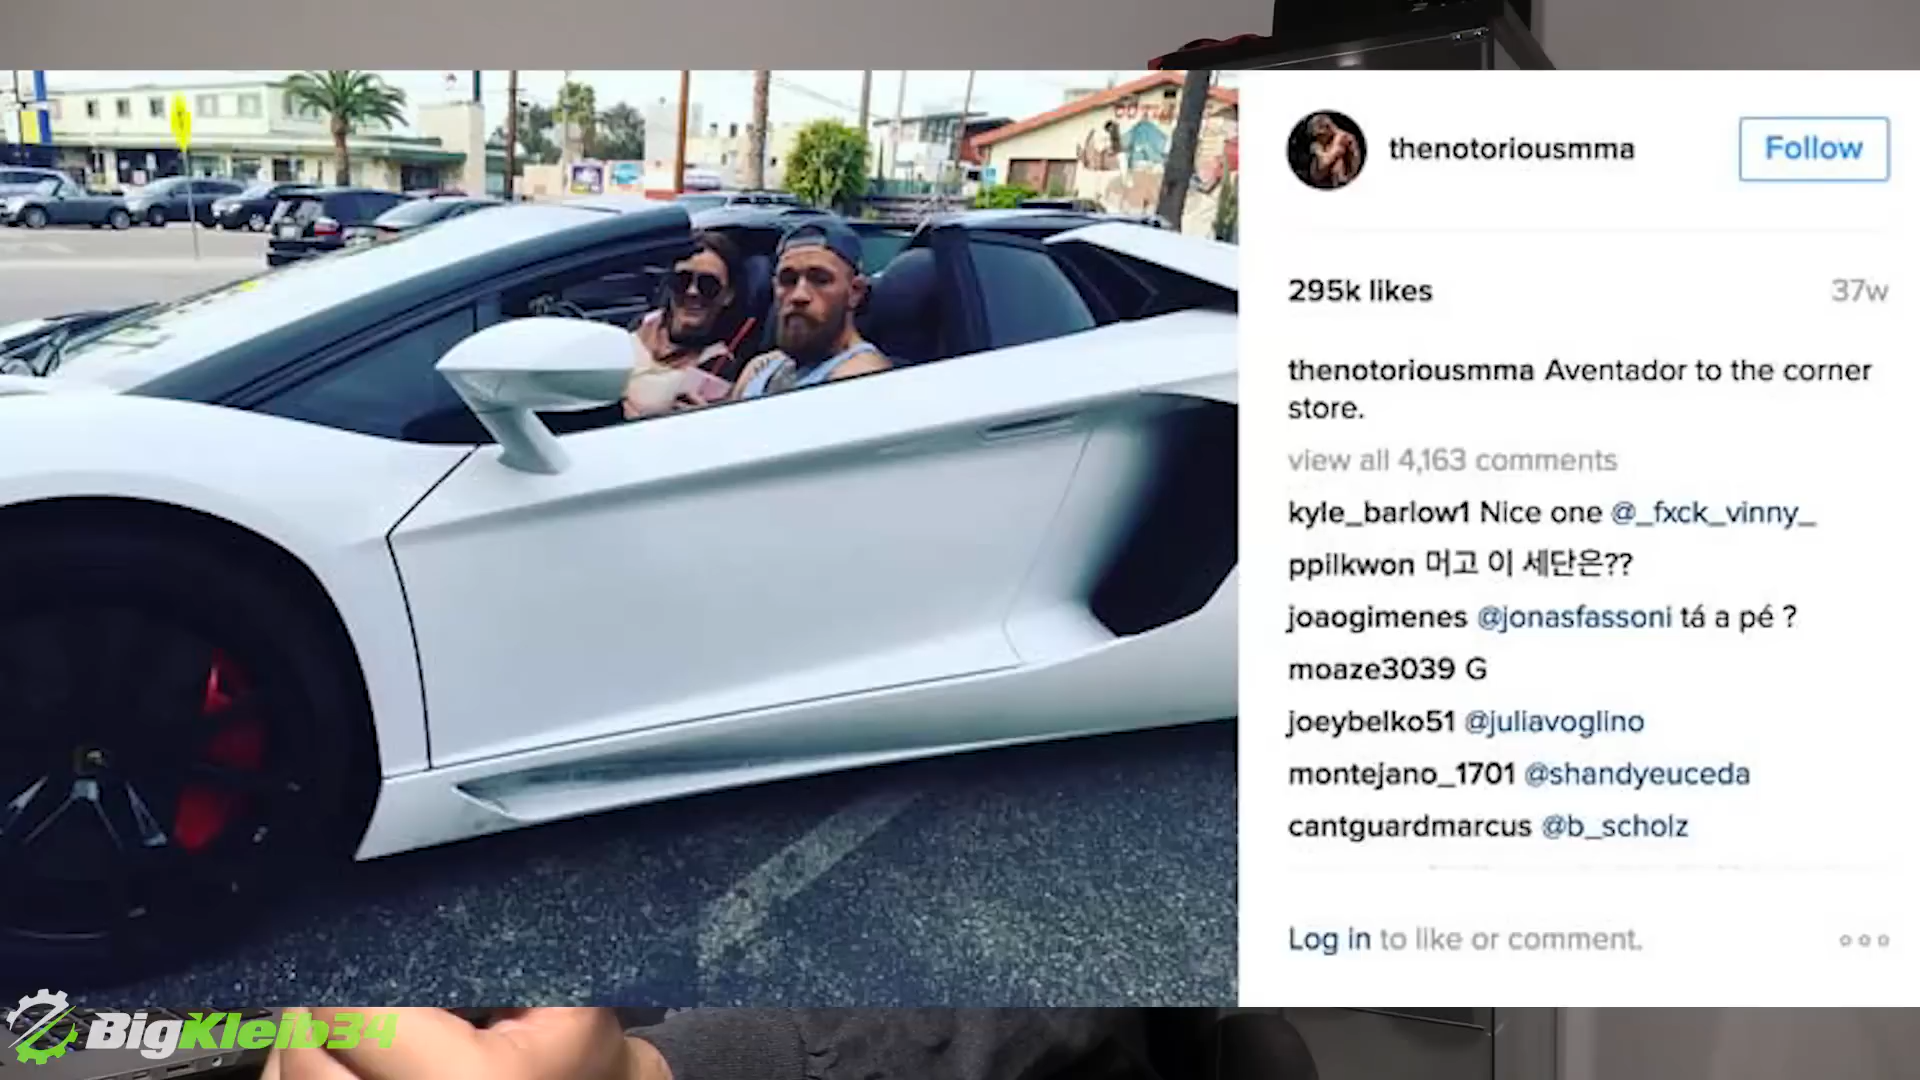 thenotoriousmma
Follow
295k likes
37w
thenotoriousmma Aventador to the corner
store.
view all 4,163 comments
kyle_barlow1 Nice one @_fxck_vinny_
ppilkwon 머고 이 세단은??
joaogimenes @jonasfassoni tá a pé ?
moaze3039 G
joeybelko51 @juliavoglino
montejano_1701 @shandyeuceda
cantguardmarcus @b_scholz
Log in to like or comment.
BigKleib34